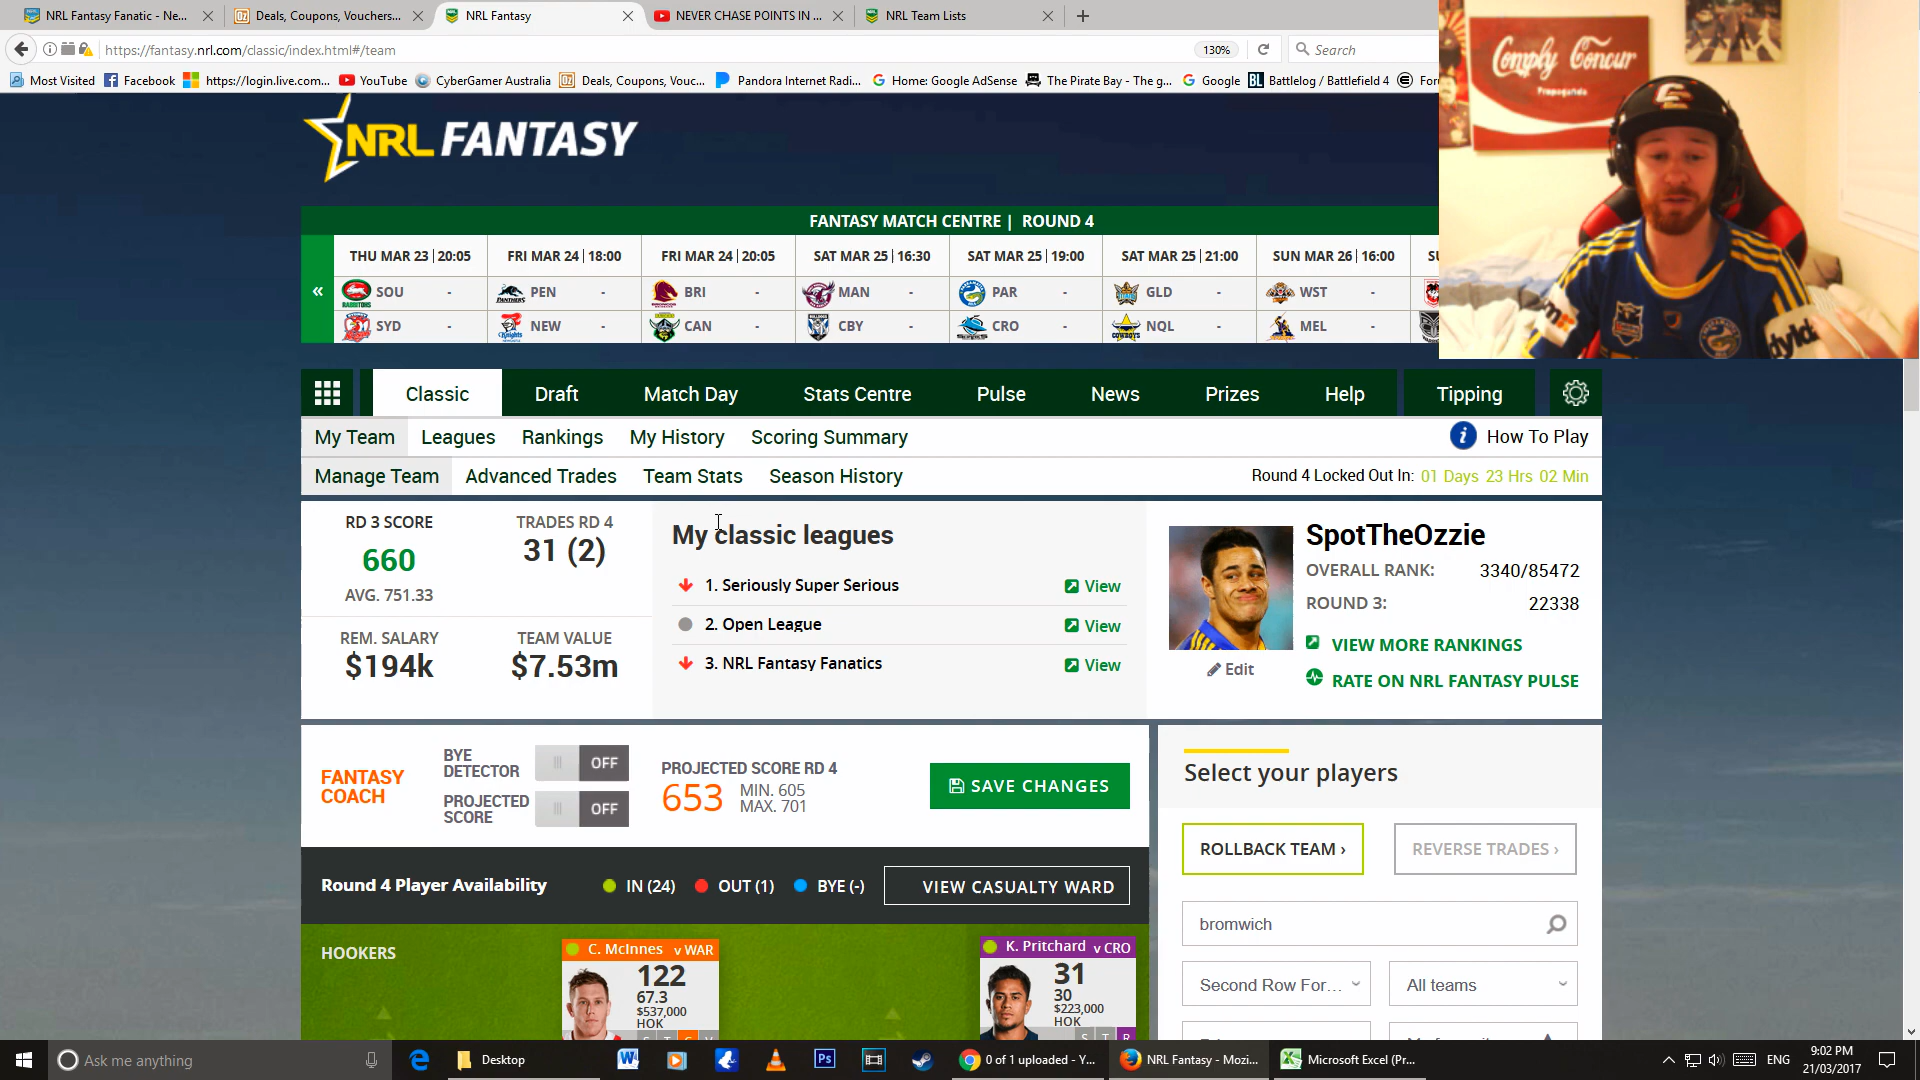 NRL Fantasy Fanatic - Ne...
Deals, Coupons, Vouchers...
NRL Fantasy
NEVER CHASE POINTS IN ...
NRL Team Lists
https://fantasy.nrl.com/classic/index.html#/team
130%
Search
Most Visited
Facebook
https://login.live.com...
YouTube
CyberGamer Australia
Deals, Coupons, Vouc...
Pandora Internet Radi...
Home: Google AdSense
The Pirate Bay - The g...
Google
Battlelog / Battlefield 4
For
Comply Concur
Propaganda
NRL FANTASY
FANTASY MATCH CENTRE | ROUND 4
THU MAR 23 | 20:05
FRI MAR 24 | 18:00
FRI MAR 24 | 20:05
SAT MAR 25 | 16:30
SAT MAR 25 | 19:00
SAT MAR 25 | 21:00
SUN MAR 26 | 16:00
SU
«
SOU -
PEN -
BRI -
MAN -
PAR -
GLD -
WST -
SYD -
NEW -
CAN -
CBY -
CRO -
NQL -
MEL -
Classic
Draft
Match Day
Stats Centre
Pulse
News
Prizes
Help
Tipping
My Team
Leagues
Rankings
My History
Scoring Summary
i How To Play
Manage Team
Advanced Trades
Team Stats
Season History
Round 4 Locked Out In: 01 Days 23 Hrs 02 Min
RD 3 SCORE
660
AVG. 751.33
TRADES RD 4
31 (2)
REM. SALARY
$194k
TEAM VALUE
$7.53m
My classic leagues
1. Seriously Super Serious View
2. Open League View
3. NRL Fantasy Fanatics View
Edit
SpotTheOzzie
OVERALL RANK: 3340/85472
ROUND 3: 22338
VIEW MORE RANKINGS
RATE ON NRL FANTASY PULSE
FANTASY
COACH
BYE
DETECTOR
OFF
PROJECTED
SCORE
OFF
PROJECTED SCORE RD 4
653
MIN. 605
MAX. 701
SAVE CHANGES
Select your players
ROLLBACK TEAM ›
REVERSE TRADES ›
Round 4 Player Availability
IN (24)
OUT (1)
BYE (-)
VIEW CASUALTY WARD
bromwich
Second Row For...
All teams
HOOKERS
C. McInnes v WAR
122
67.3
$537,000
HOK
K. Pritchard v CRO
31
30
$223,000
HOK
Ask me anything
Desktop
0 of 1 uploaded - Y...
NRL Fantasy - Mozi...
Microsoft Excel (Pr...
ENG
9:02 PM
21/03/2017